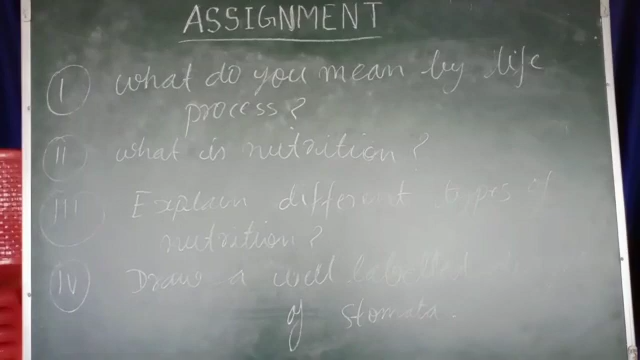 ASSIGNMENT
I what do you mean by life
process?
II what is nutrition?
III Explain different types of
nutrition?
IV Draw a well labelled
of stomata.